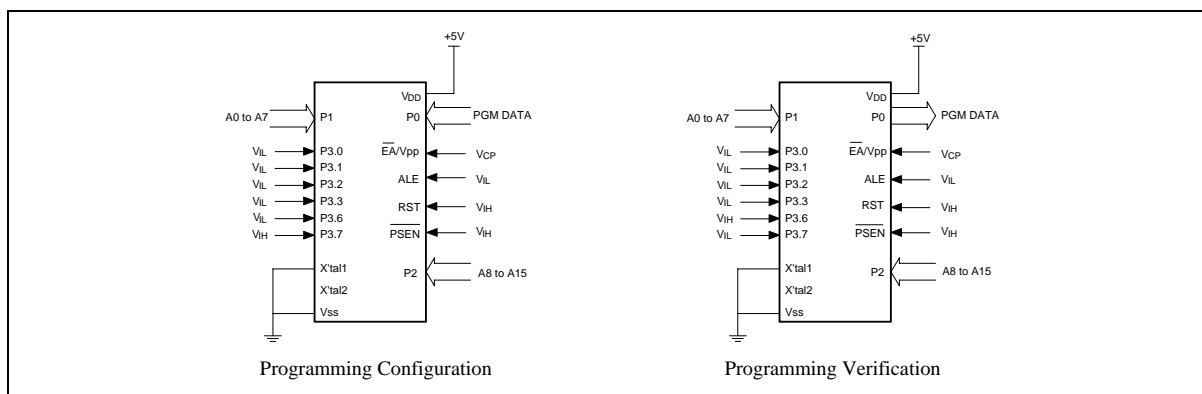 +5V
VDD
A0 to A7 P1 P0 PGM DATA
VIL P3.0 EA/Vpp VCP
VIL P3.1
VIL P3.2 ALE VIL
VIL P3.3 RST VIH
VIL P3.6
VIH P3.7 PSEN VIH
X'tal1 P2 A8 to A15
X'tal2
Vss
Programming Configuration
+5V
VDD
A0 to A7 P1 P0 PGM DATA
VIL P3.0 EA/Vpp VCP
VIL P3.1
VIL P3.2 ALE VIL
VIL P3.3 RST VIH
VIH P3.6
VIL P3.7 PSEN VIH
X'tal1 P2 A8 to A15
X'tal2
Vss
Programming Verification